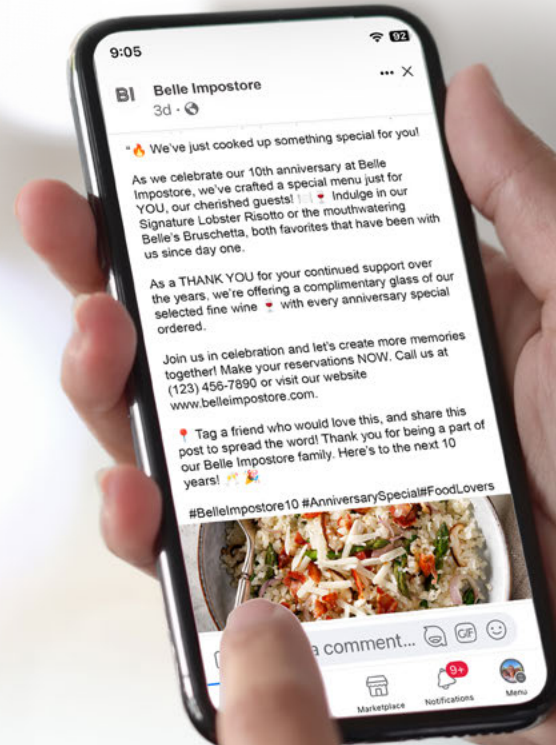 9:05
92
BI
Belle Impostore
3d ·
"🔥 We've just cooked up something special for you!
As we celebrate our 10th anniversary at Belle
Impostore, we've crafted a special menu just for
YOU, our cherished guests! 🍽️🍷 Indulge in our
Signature Lobster Risotto or the mouthwatering
Belle's Bruschetta, both favorites that have been with
us since day one.
As a THANK YOU for your continued support over
the years, we're offering a complimentary glass of our
selected fine wine 🍷 with every anniversary special
ordered.
Join us in celebration and let's create more memories
together! Make your reservations NOW. Call us at
(123) 456-7890 or visit our website
www.belleimpostore.com.
📍 Tag a friend who would love this, and share this
post to spread the word! Thank you for being a part of
our Belle Impostore family. Here's to the next 10
years! 🥂 🎉
#BelleImpostore10 #AnniversarySpecial#FoodLovers
a comment...
GIF
9+
Marketplace
Notifications
Menu